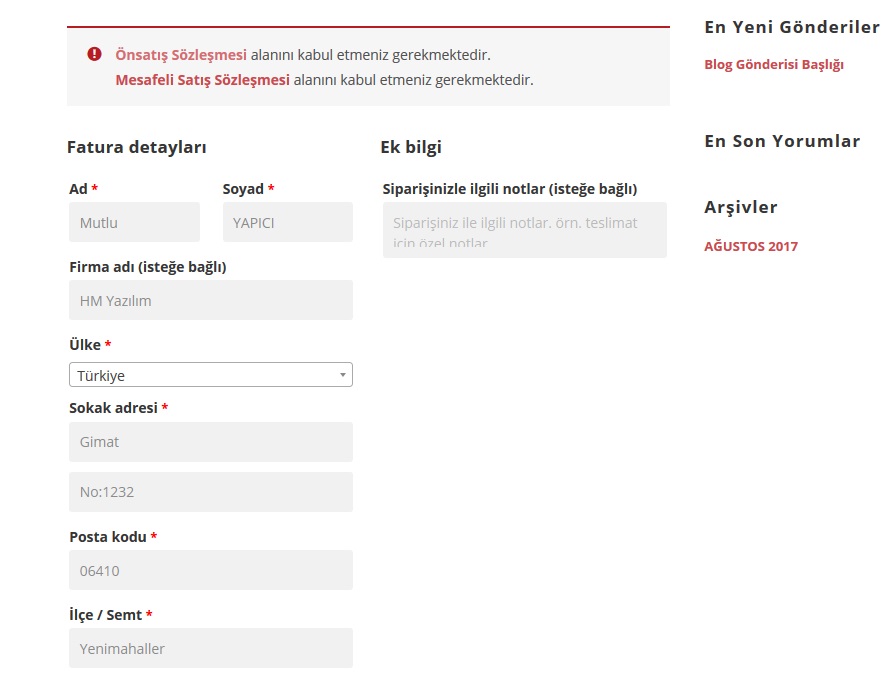 Önsatış Sözleşmesi alanını kabul etmeniz gerekmektedir.
Mesafeli Satış Sözleşmesi alanını kabul etmeniz gerekmektedir.
Fatura detayları
Ad *
Soyad *
Mutlu
YAPICI
Firma adı (isteğe bağlı)
HM Yazılım
Ülke *
Türkiye
Sokak adresi *
Gimat
No:1232
Posta kodu *
06410
İlçe / Semt *
Yenimahaller
Ek bilgi
Siparişinizle ilgili notlar (isteğe bağlı)
Siparişiniz ile ilgili notlar. örn. teslimat
için özel notlar
En Yeni Gönderiler
Blog Gönderisi Başlığı
En Son Yorumlar
Arşivler
AĞUSTOS 2017